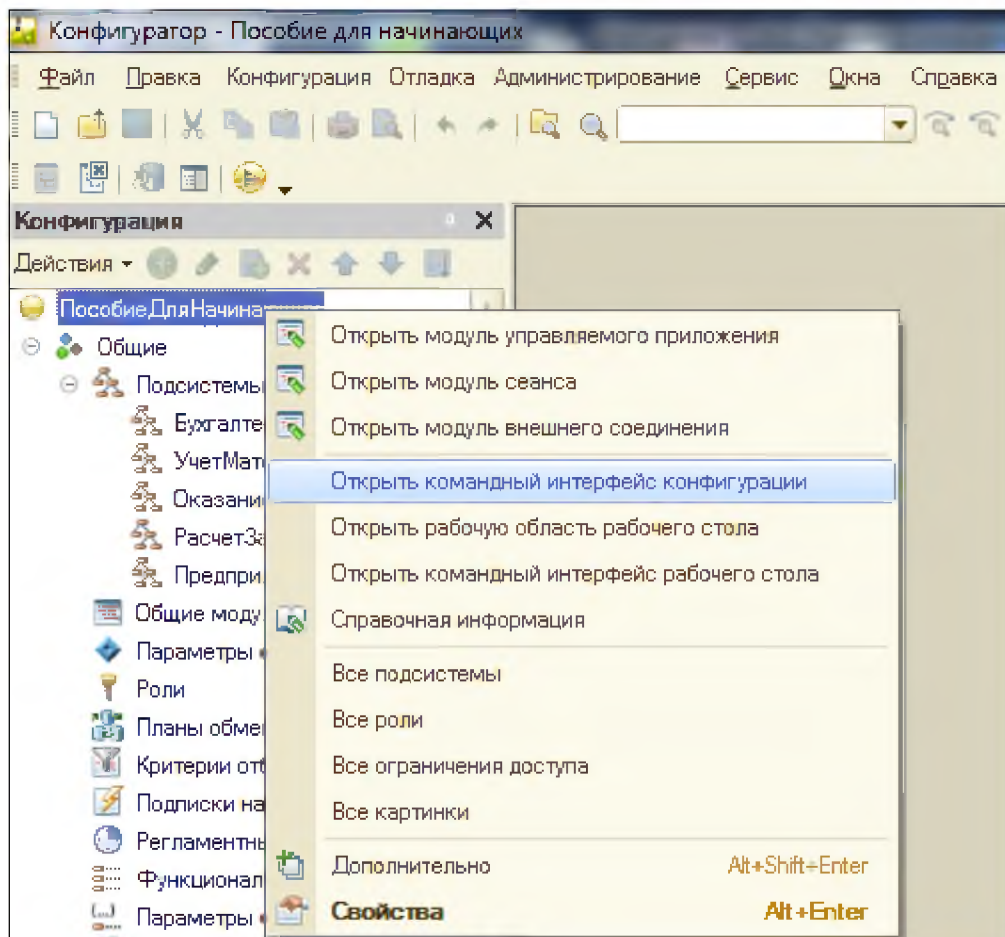 Конфигуратор - Пособие для начинающих
Файл Правка Конфигурация Отладка Администрирование Сервис Окна Справка
Конфигурация
Действия
ПособиеДляНачина
Общие
Подсистемы
Бухгалте
УчетМат
Оказани
РасчетЗа
Предпри
Общие моду
Параметры
Роли
Планы обме
Критерии отб
Подписки на
Регламентны
Функционал
Параметры
Открыть модуль управляемого приложения
Открыть модуль сеанса
Открыть модуль внешнего соединения
Открыть командный интерфейс конфигурации
Открыть рабочую область рабочего стола
Открыть командный интерфейс рабочего стола
Справочная информация
Все подсистемы
Все роли
Все ограничения доступа
Все картинки
Дополнительно Alt+Shift+Enter
Свойства Alt+Enter